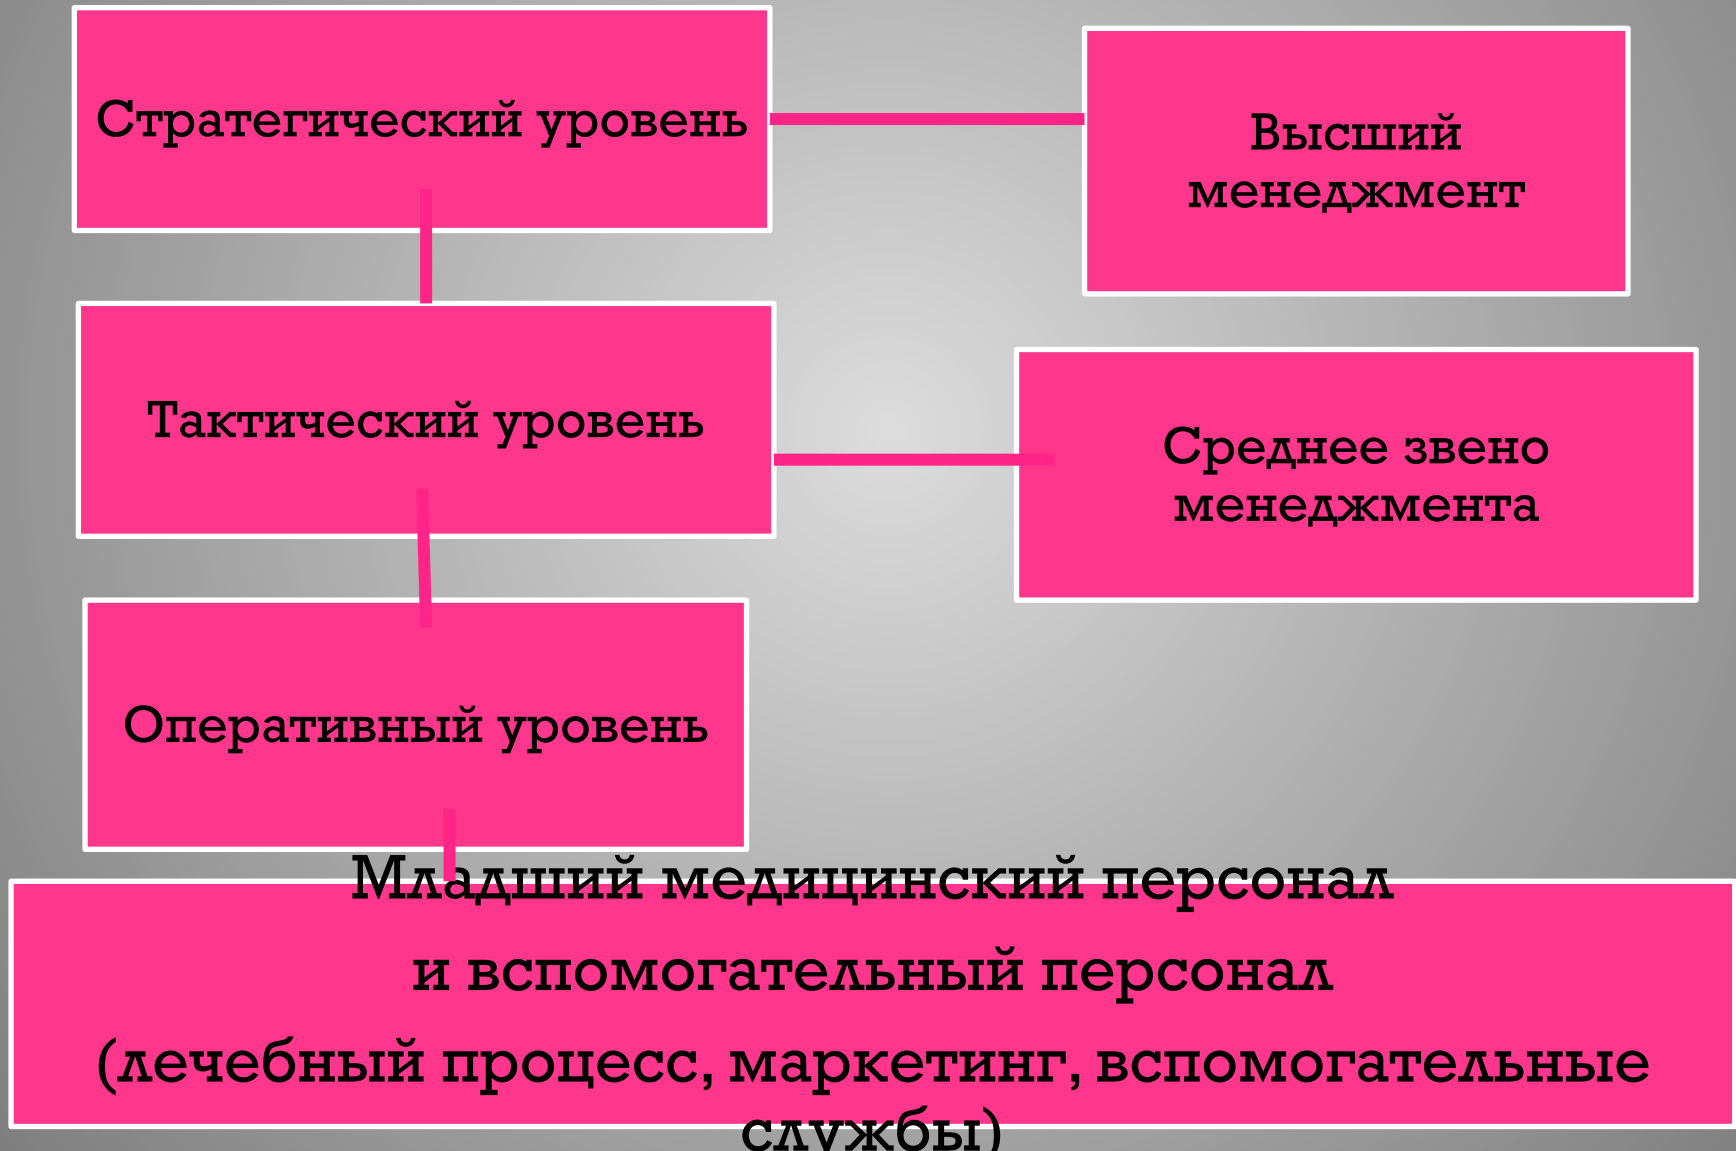 Стратегический уровень
Высший
менеджмент
Тактический уровень
Среднее звено
менеджмента
Оперативный уровень
Младший медицинский персонал
и вспомогательный персонал
(лечебный процесс, маркетинг, вспомогательные
службы)